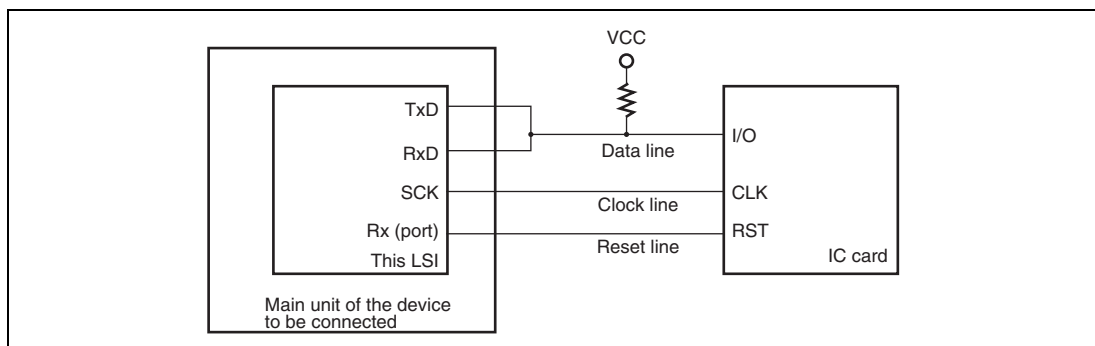 VCC
TxD
I/O
RxD
Data line
SCK
CLK
Clock line
Rx (port)
RST
Reset line
This LSI
IC card
Main unit of the device
to be connected